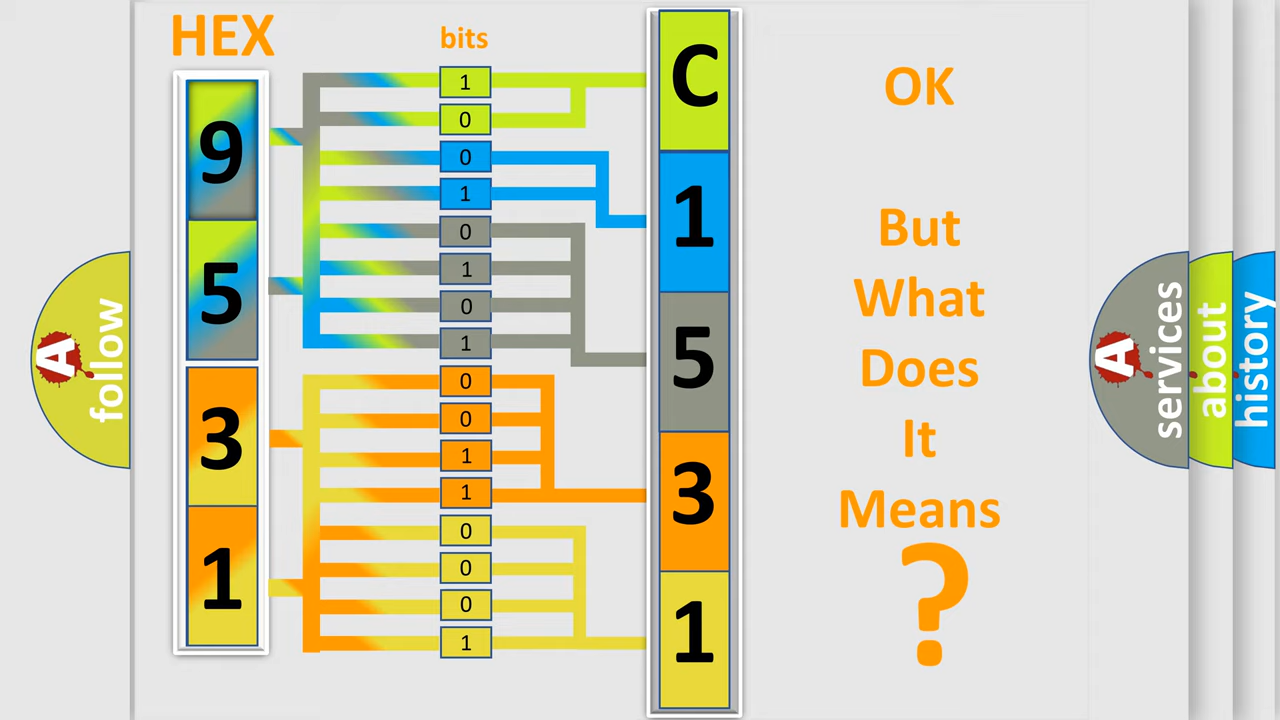 HEX
bits
9
5
3
1
1
0
0
1
0
1
0
1
0
0
1
1
0
0
0
1
C
1
5
3
1
OK
But
What
Does
It
Means
?
A
follow
A
services
about
history